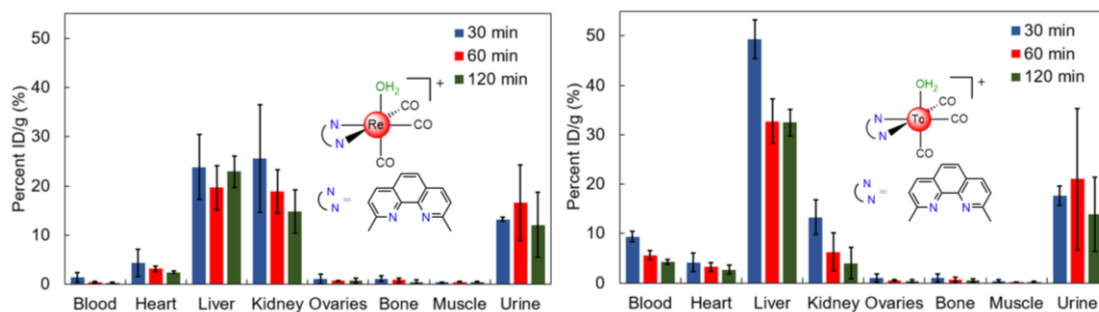 Percent ID/g (%)
50
40
30
20
10
0
30 min
60 min
120 min
OH2
+
N
N
Re
CO
CO
CO
N
N
=
N
N
Blood Heart Liver Kidney Ovaries Bone Muscle Urine
Percent ID/g (%)
50
40
30
20
10
0
30 min
60 min
120 min
OH2
+
N
N
Tc
CO
CO
CO
N
N
=
N
N
Blood Heart Liver Kidney Ovaries Bone Muscle Urine